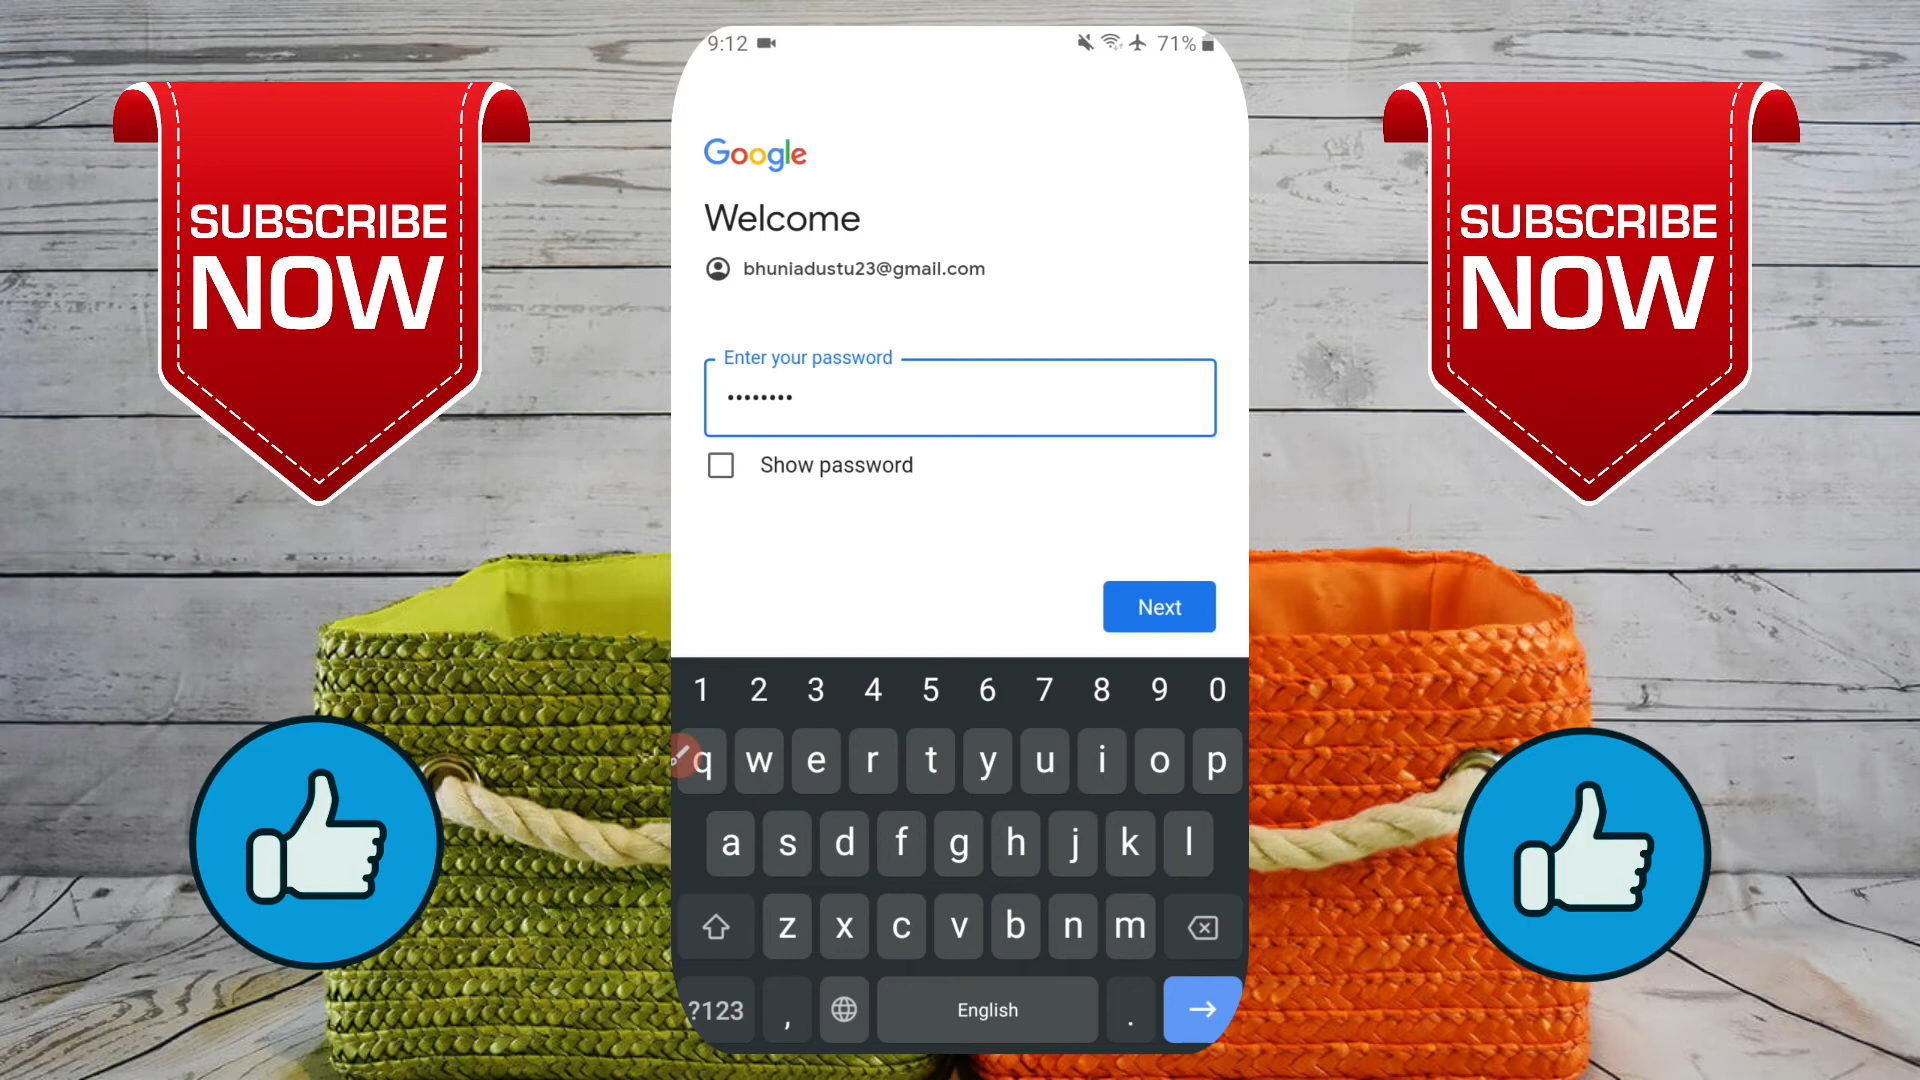 9:12 71%
Google
Welcome
bhuniadustu23@gmail.com
Enter your password
••••••••
Show password
Next
1 2 3 4 5 6 7 8 9 0
q w e r t y u i o p
a s d f g h j k l
z x c v b n m
?123 , English .
SUBSCRIBE
NOW
SUBSCRIBE
NOW